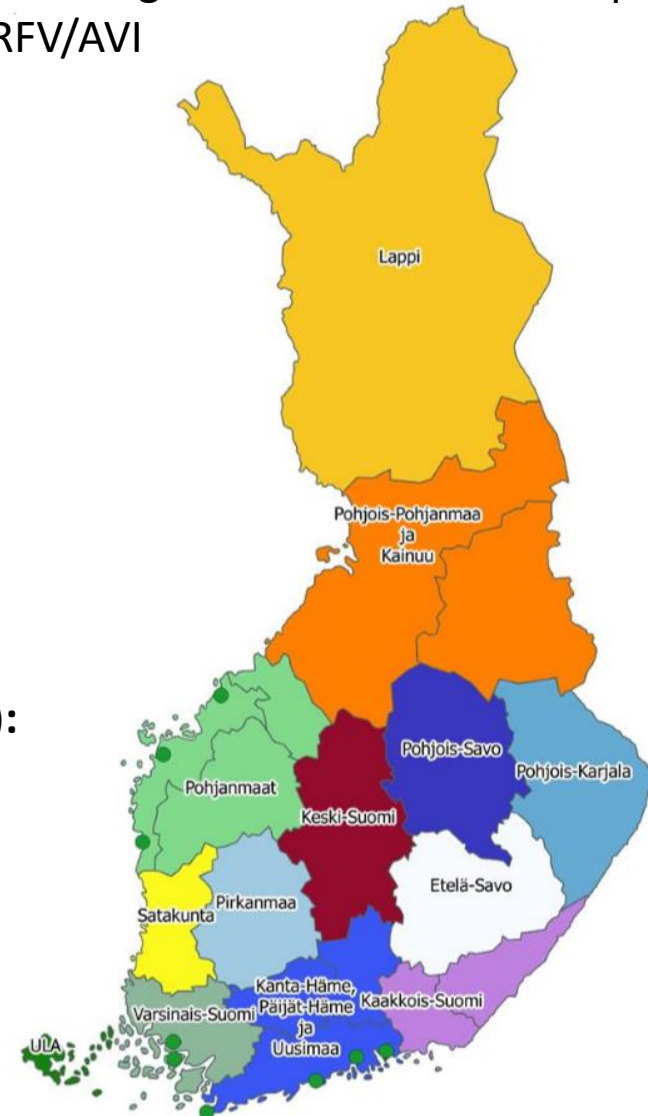 RFV/AVI
Lappi
Pohjois-Pohjanmaa
ja
Kainuu
):
Pohjois-Savo
Pohjois-Karjala
Pohjanmaat
Keski-Suomi
Etelä-Savo
Satakunta
Pirkanmaa
Kanta-Häme,
Päijät-Häme
ja
Uusimaa
Kaakkois-Suomi
Varsinais-Suomi
ULA